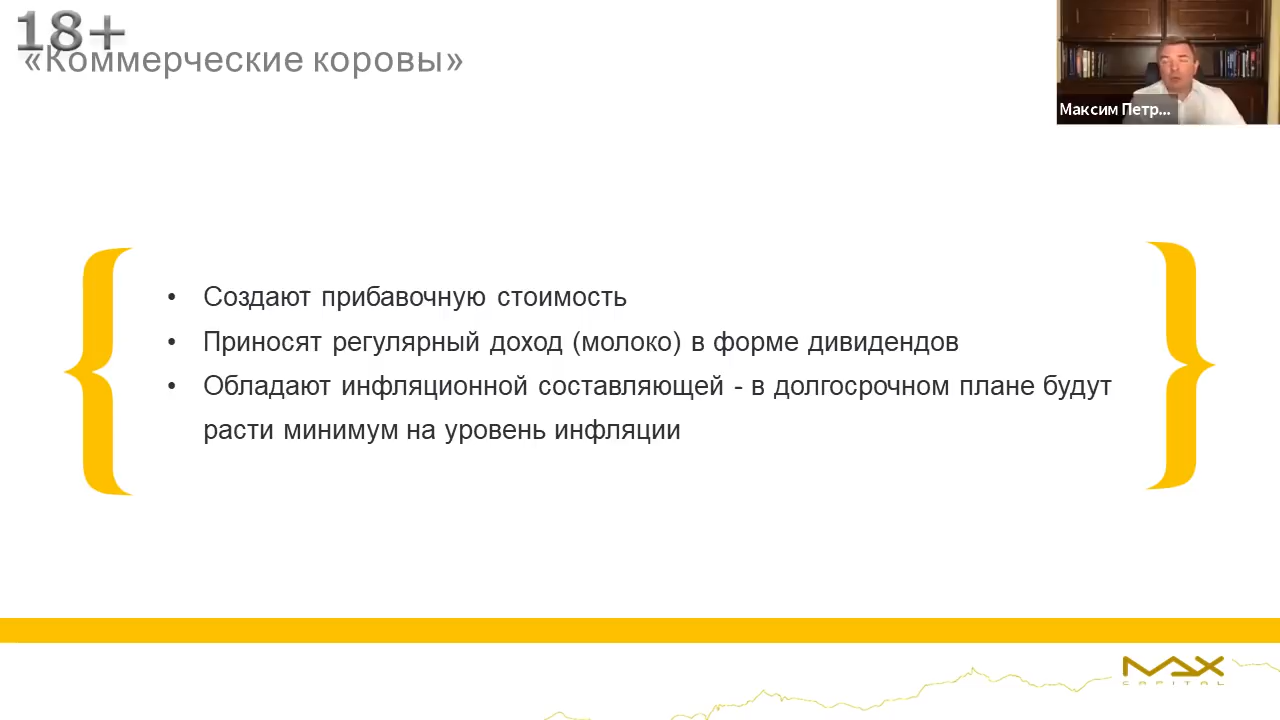 18+
«Коммерческие коровы»
Максим Петр...
• Создают прибавочную стоимость
• Приносят регулярный доход (молоко) в форме дивидендов
• Обладают инфляционной составляющей - в долгосрочном плане будут
расти минимум на уровень инфляции
MAX
CAPITAL